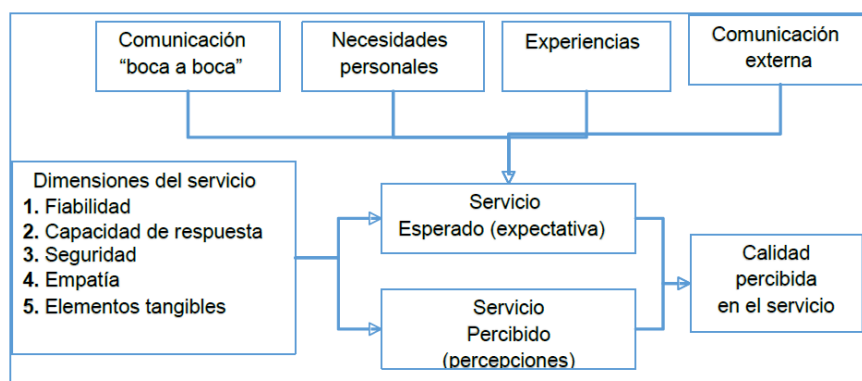 Comunicación
“boca a boca”
Necesidades
personales
Experiencias
Comunicación
externa
Dimensiones del servicio
1. Fiabilidad
2. Capacidad de respuesta
3. Seguridad
4. Empatía
5. Elementos tangibles
Servicio
Esperado (expectativa)
Servicio
Percibido
(percepciones)
Calidad
percibida
en el servicio